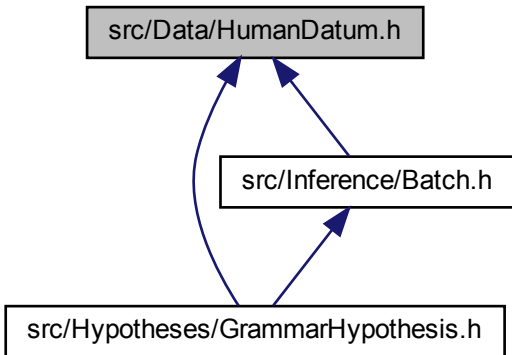 src/Data/HumanDatum.h
src/Inference/Batch.h
src/Hypotheses/GrammarHypothesis.h